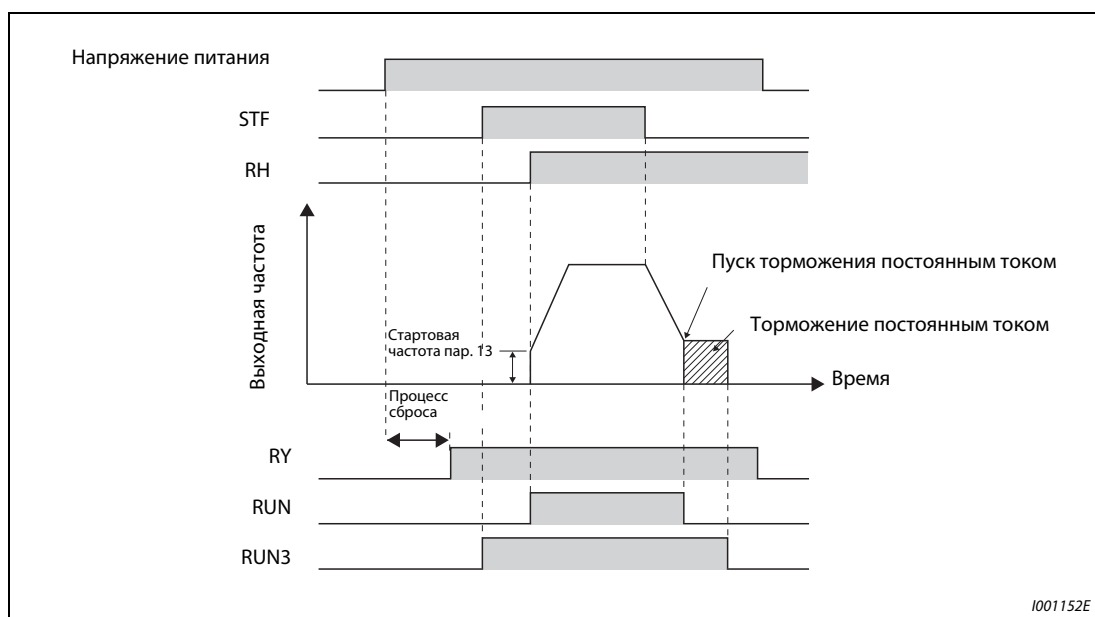 Напряжение питания
STF
RH
Выходная частота
Пуск торможения постоянным током
Торможение постоянным током
Стартовая
частота пар. 13
Время
Процесс
сброса
RY
RUN
RUN3
I001152E